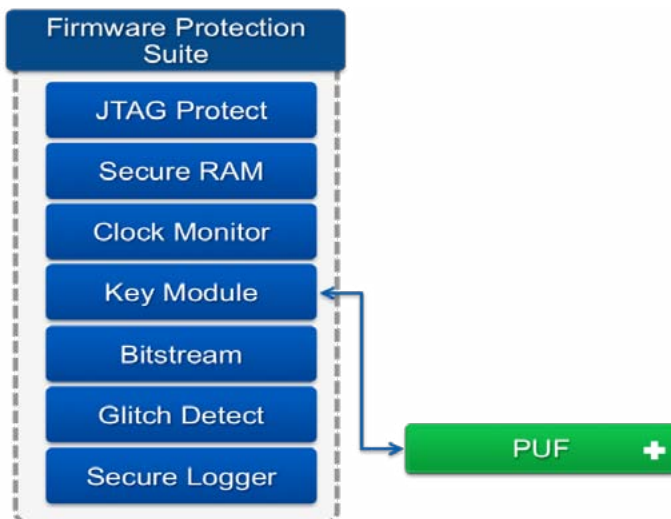 Firmware Protection
Suite
JTAG Protect
Secure RAM
Clock Monitor
Key Module
Bitstream
Glitch Detect
Secure Logger
PUF